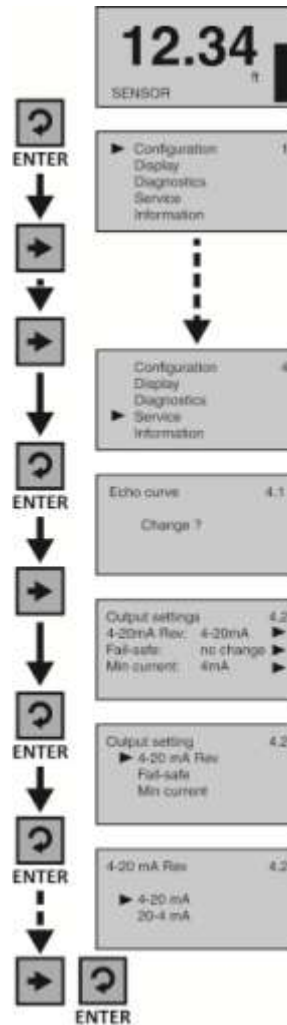 12.34
ft
SENSOR
ENTER
Configuration 1
Display
Diagnostics
Service
Information
Configuration 4
Display
Diagnostics
Service
Information
ENTER
Echo curve 4.1
Change ?
Output settings 4.2
4-20mA Rev: 4-20mA
Fail-safe: no change
Min current: 4mA
ENTER
Output setting 4.2
4-20 mA Rev
Fail-safe
Min current
ENTER
4-20 mA Rev 4.2
4-20 mA
20-4 mA
ENTER